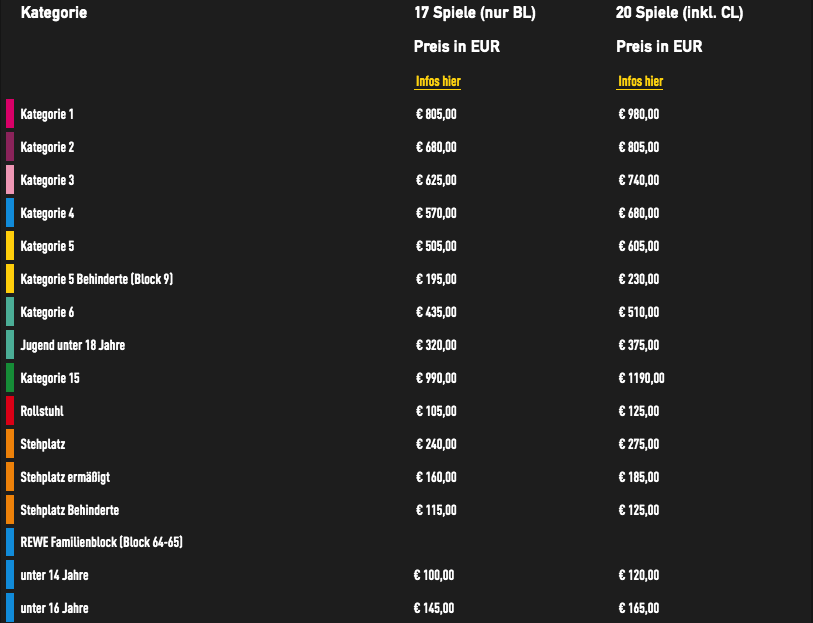 Kategorie 17 Spiele (nur BL) 20 Spiele (inkl. CL)
Preis in EUR Preis in EUR
Infos hier Infos hier
Kategorie 1 € 805,00 € 980,00
Kategorie 2 € 680,00 € 805,00
Kategorie 3 € 625,00 € 740,00
Kategorie 4 € 570,00 € 680,00
Kategorie 5 € 505,00 € 605,00
Kategorie 5 Behinderte (Block 9) € 195,00 € 230,00
Kategorie 6 € 435,00 € 510,00
Jugend unter 18 Jahre € 320,00 € 375,00
Kategorie 15 € 990,00 € 1190,00
Rollstuhl € 105,00 € 125,00
Stehplatz € 240,00 € 275,00
Stehplatz ermäßigt € 160,00 € 185,00
Stehplatz Behinderte € 115,00 € 125,00
REWE Familienblock (Block 64-65)
unter 14 Jahre € 100,00 € 120,00
unter 16 Jahre € 145,00 € 165,00